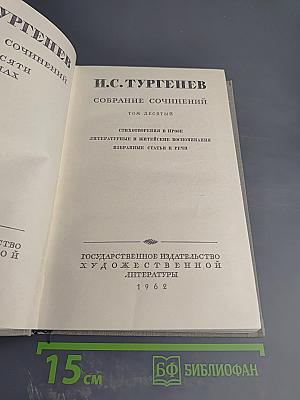 ТУРГЕНЕВ
СОЧИНЕНИЙ
И.С.ТУРГЕНЕВ
СОБРАНИЕ СОЧИНЕНИЙ
ТОМ ДЕСЯТЫЙ
СТИХОТВОРЕНИЯ В ПРОЗЕ
ЛИТЕРАТУРНЫЕ И ЖИТЕЙСКИЕ ВОСПОМИНАНИЯ
ИЗБРАННЫЕ СТАТЬИ И РЕЧИ
ГОСУДАРСТВЕННОЕ ИЗДАТЕЛЬСТВО
ХУДОЖЕСТВЕННОЙ
ЛИТЕРАТУРЫ
1962
15 см
БФ БИБЛИОФАН